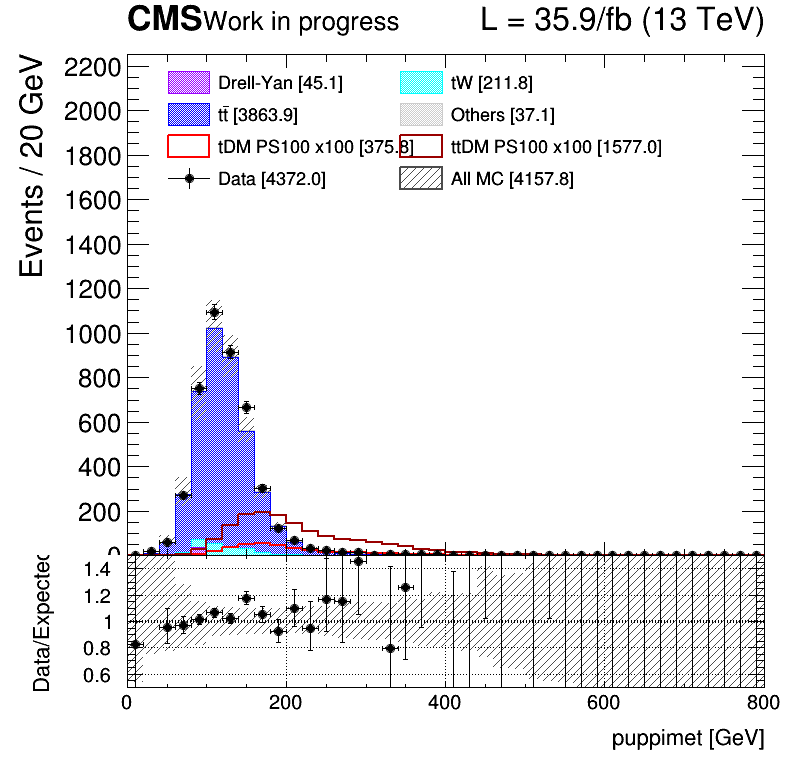 CMS Work in progress L = 35.9/fb (13 TeV)
Events / 20 GeV
2200
2000
1800
1600
1400
1200
1000
800
600
400
200
0
Drell-Yan [45.1] tW [211.8]
tt̄ [3863.9] Others [37.1]
tDM PS100 x100 [375.8] ttDM PS100 x100 [1577.0]
Data [4372.0] All MC [4157.8]
Data/Expected
1.4
1.2
1
0.8
0.6
0 200 400 600 800
puppimet [GeV]